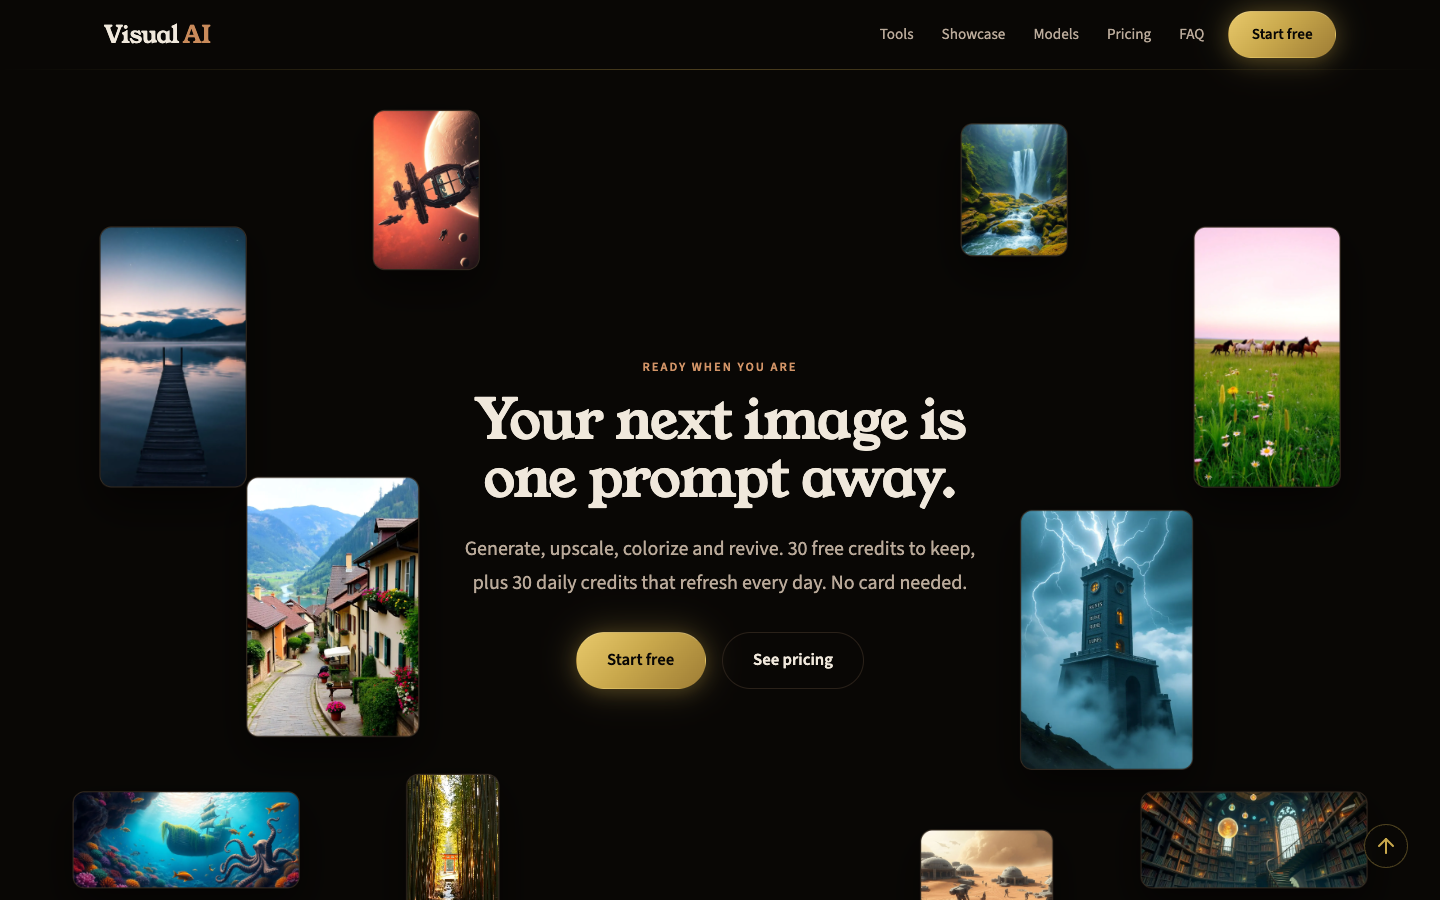 Visual AI
Tools
Showcase
Models
Pricing
FAQ
Start free
READY WHEN YOU ARE
Your next image is
one prompt away.
Generate, upscale, colorize and revive. 30 free credits to keep,
plus 30 daily credits that refresh every day. No card needed.
Start free
See pricing